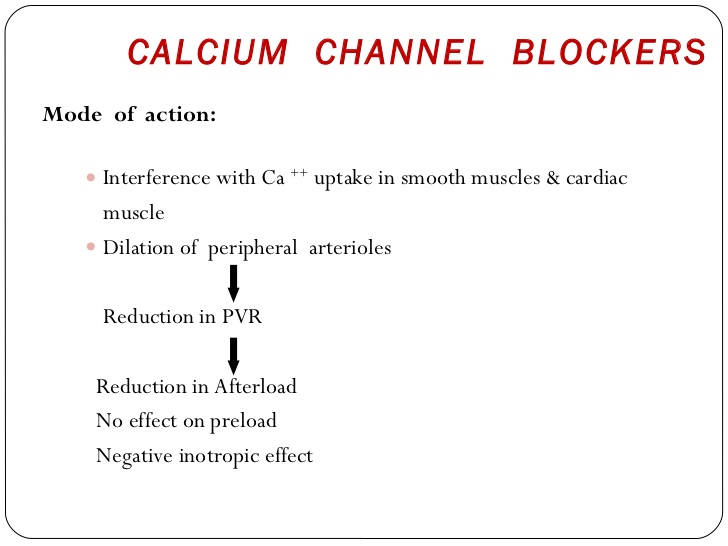 CALCIUM CHANNEL BLOCKERS
Mode of action:
Interference with Ca ++ uptake in smooth muscles & cardiac
muscle
Dilation of peripheral arterioles
Reduction in PVR
Reduction in Afterload
No effect on preload
Negative inotropic effect